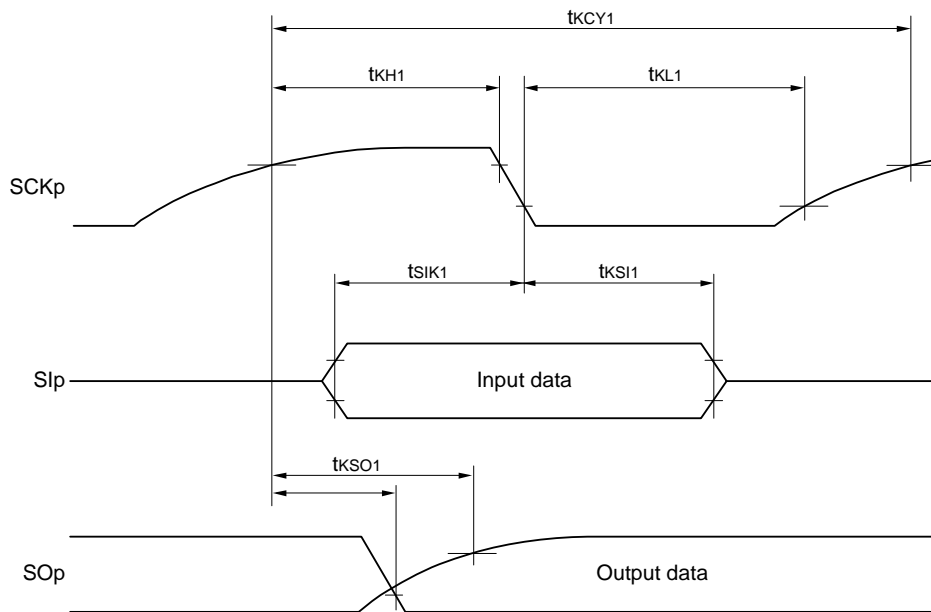 tKCY1
tKH1
tKL1
SCKp
tSIK1
tKSI1
SIp
Input data
tKSO1
SOp
Output data